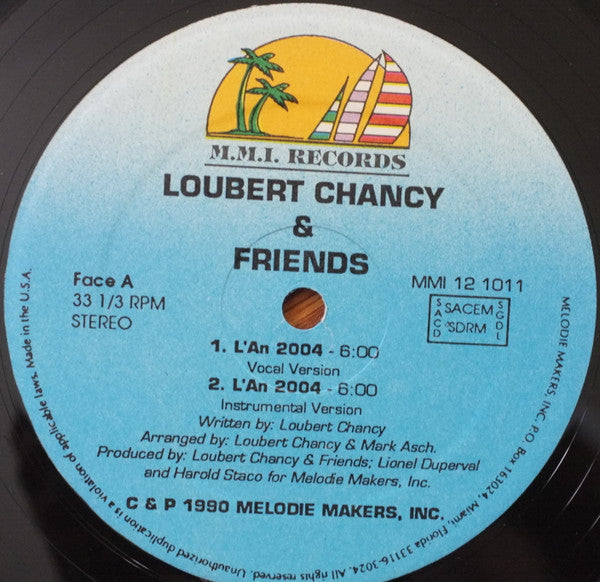 M.M.I. RECORDS
LOUBERT CHANCY
&
FRIENDS
Face A
33 1/3 RPM
STEREO
MMI 12 1011
SACD
SACEM
SDRM
SGDL
1. L'An 2004 - 6:00
Vocal Version
2. L'An 2004 - 6:00
Instrumental Version
Written by: Loubert Chancy
Arranged by: Loubert Chancy & Mark Asch.
Produced by: Loubert Chancy & Friends; Lionel Duperval
and Harold Staco for Melodie Makers, Inc.
C & P 1990 MELODIE MAKERS, INC.
MELODIE MAKERS, INC. P.O. Box 163024, Miami, Florida 33116-3024. All rights reserved. Unauthorized duplication is a violation of applicable laws. Made in the U.S.A.